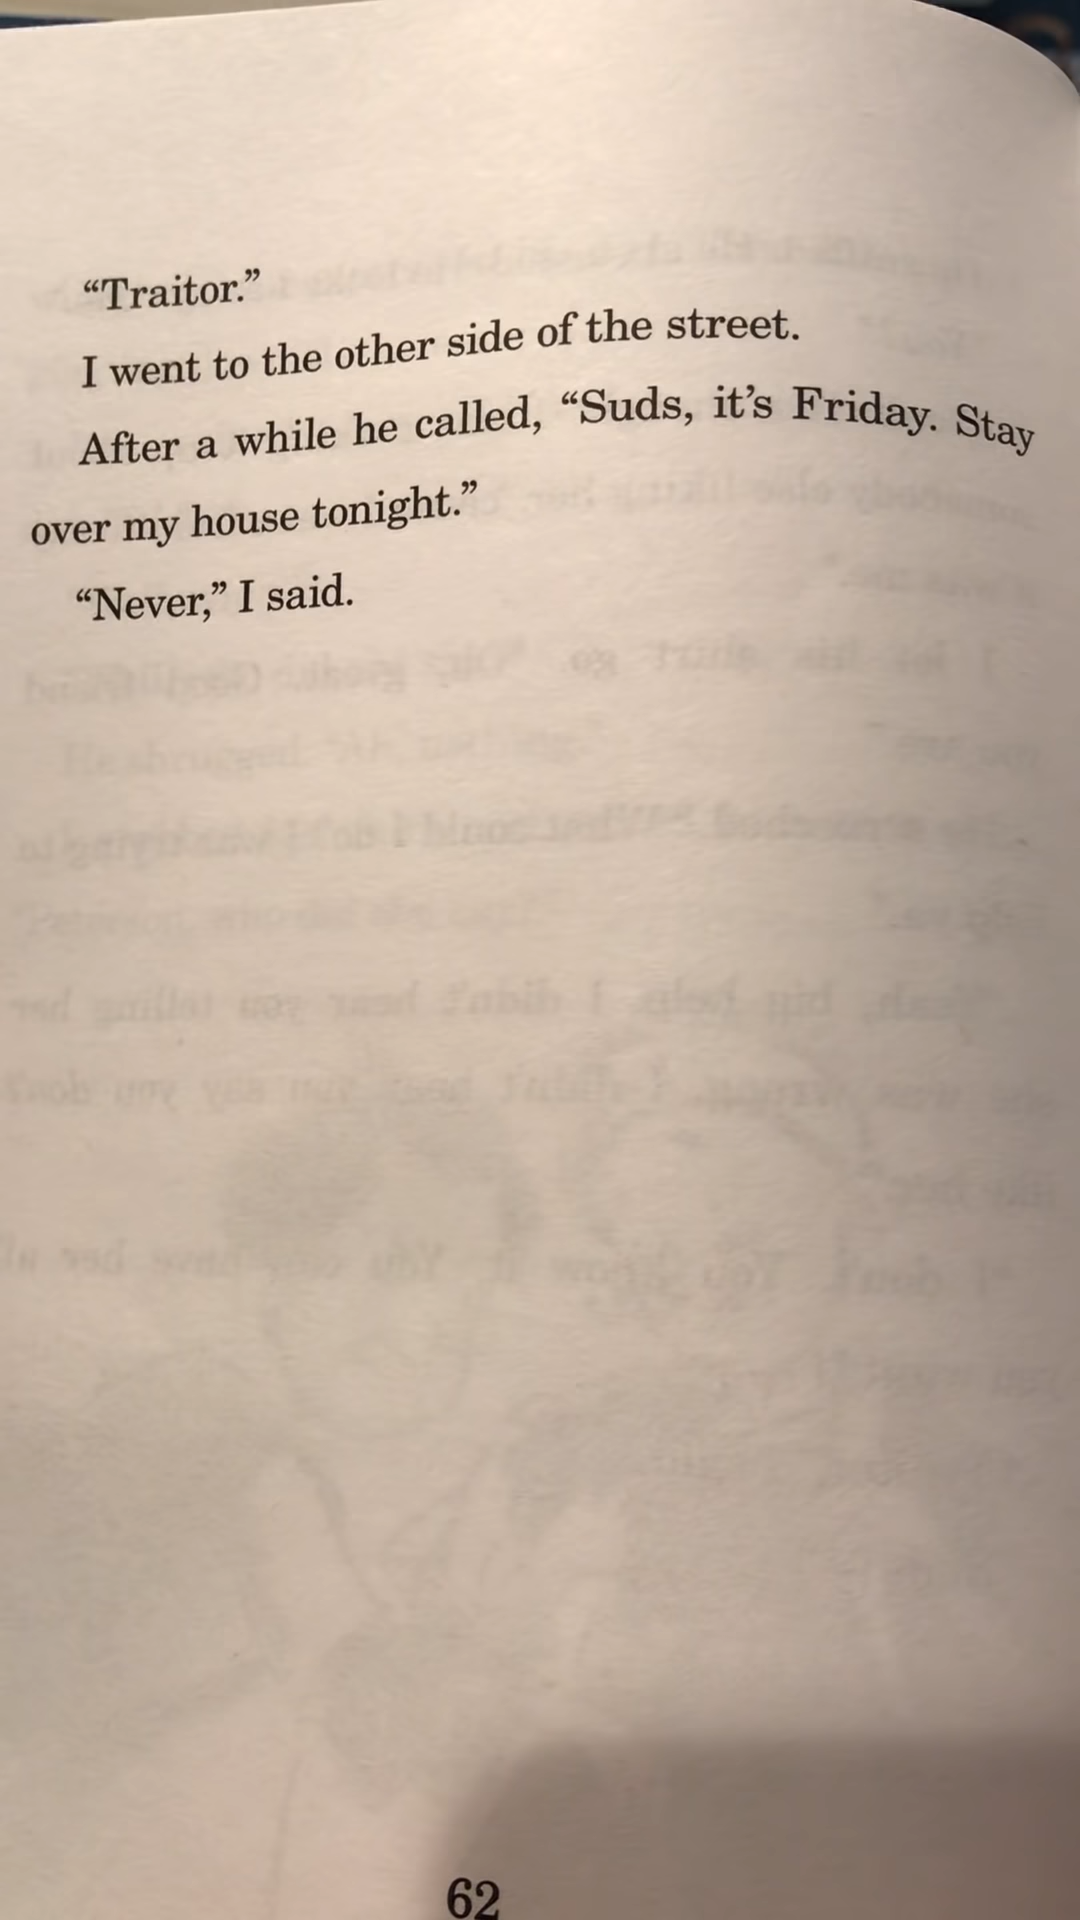 “Traitor.”
I went to the other side of the street.
After a while he called, “Suds, it’s Friday. Stay
over my house tonight.”
“Never,” I said.
62